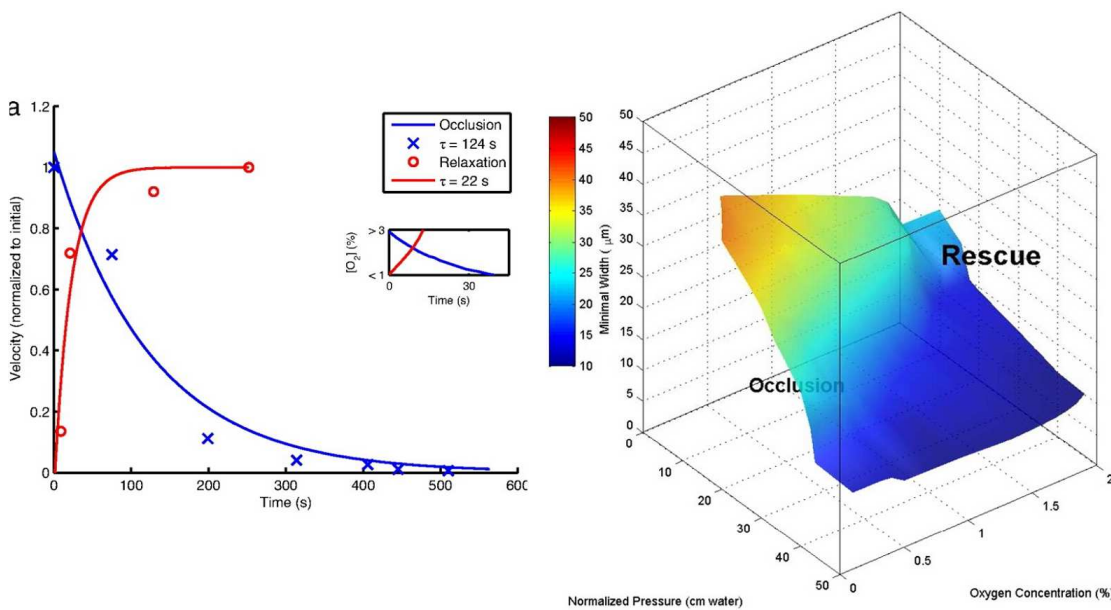 a
1.2
1
0.8
0.6
0.4
0.2
0
Velocity (normalized to initial)
0 100 200 300 400 500 600
Time (s)
Occlusion
τ = 124 s
Relaxation
τ = 22 s
> 3
< 1
[O₂] (%)
0 30
Time (s)
50
45
40
35
30
25
20
15
10
Minimal Width ( μm)
50
45
40
35
30
25
20
15
10
5
0
Rescue
Occlusion
0
10
20
30
40
50
Normalized Pressure (cm water)
0
0.5
1
1.5
2
Oxygen Concentration (%)